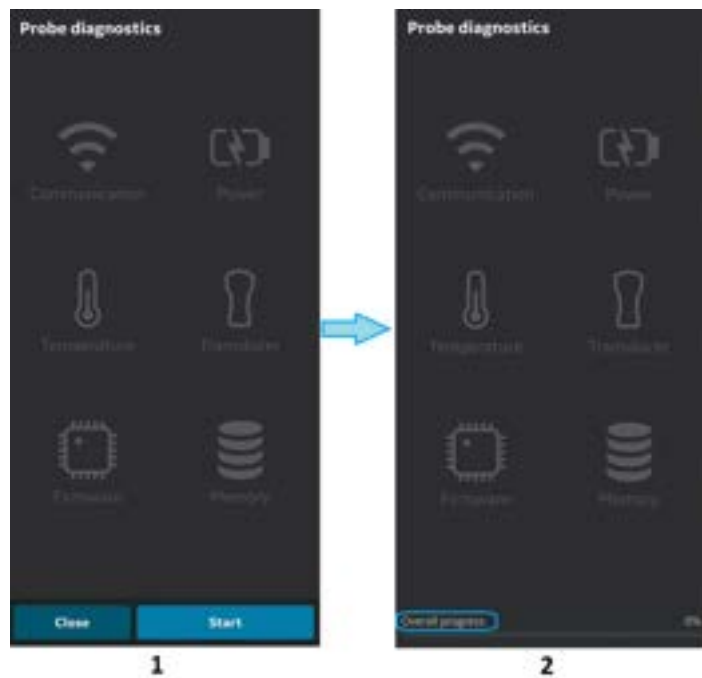 Probe diagnostics
Communication
Power
Temperature
Transducer
Firmware
Memory
Close
Start
1
Probe diagnostics
Communication
Power
Temperature
Transducer
Firmware
Memory
Overall progress
0%
2